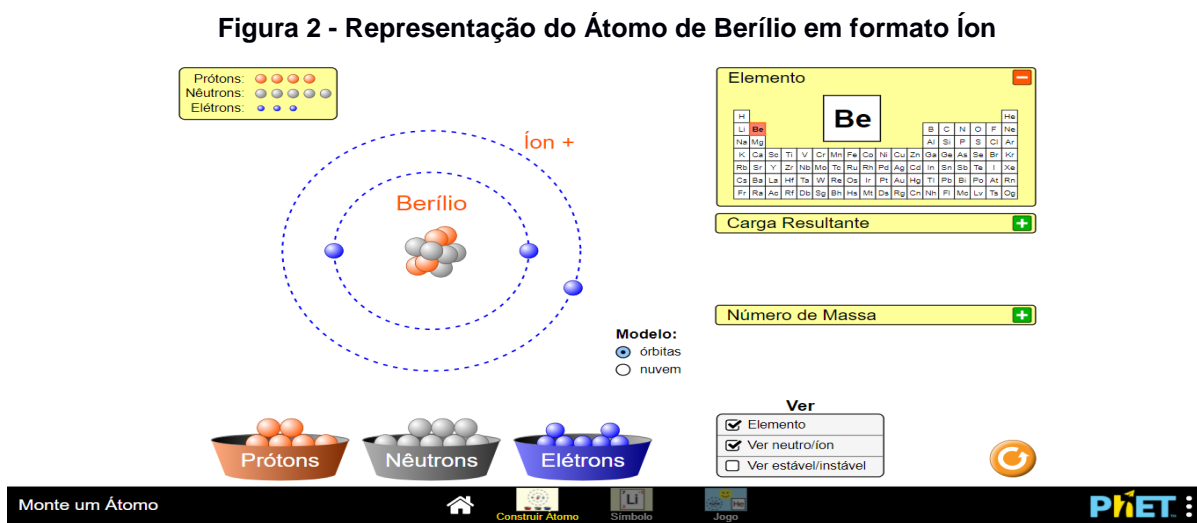 Figura 2 - Representação do Átomo de Berílio em formato Íon
Prótons:
Nêutrons:
Elétrons:
Íon +
Berílio
Elemento
Be
H He
Li Be B C N O F Ne
Na Mg Al Si P S Cl Ar
K Ca Sc Ti V Cr Mn Fe Co Ni Cu Zn Ga Ge As Se Br Kr
Rb Sr Y Zr Nb Mo Tc Ru Rh Pd Ag Cd In Sn Sb Te I Xe
Cs Ba La Hf Ta W Re Os Ir Pt Au Hg Tl Pb Bi Po At Rn
Fr Ra Ac Rf Db Sg Bh Hs Mt Ds Rg Cn Nh Fl Mc Lv Ts Og
Carga Resultante
Número de Massa
Modelo:
órbitas
nuvem
Ver
Elemento
Ver neutro/íon
Ver estável/instável
Prótons
Nêutrons
Elétrons
Monte um Átomo
Construir Átomo
Li
Símbolo
He
Jogo
PhET